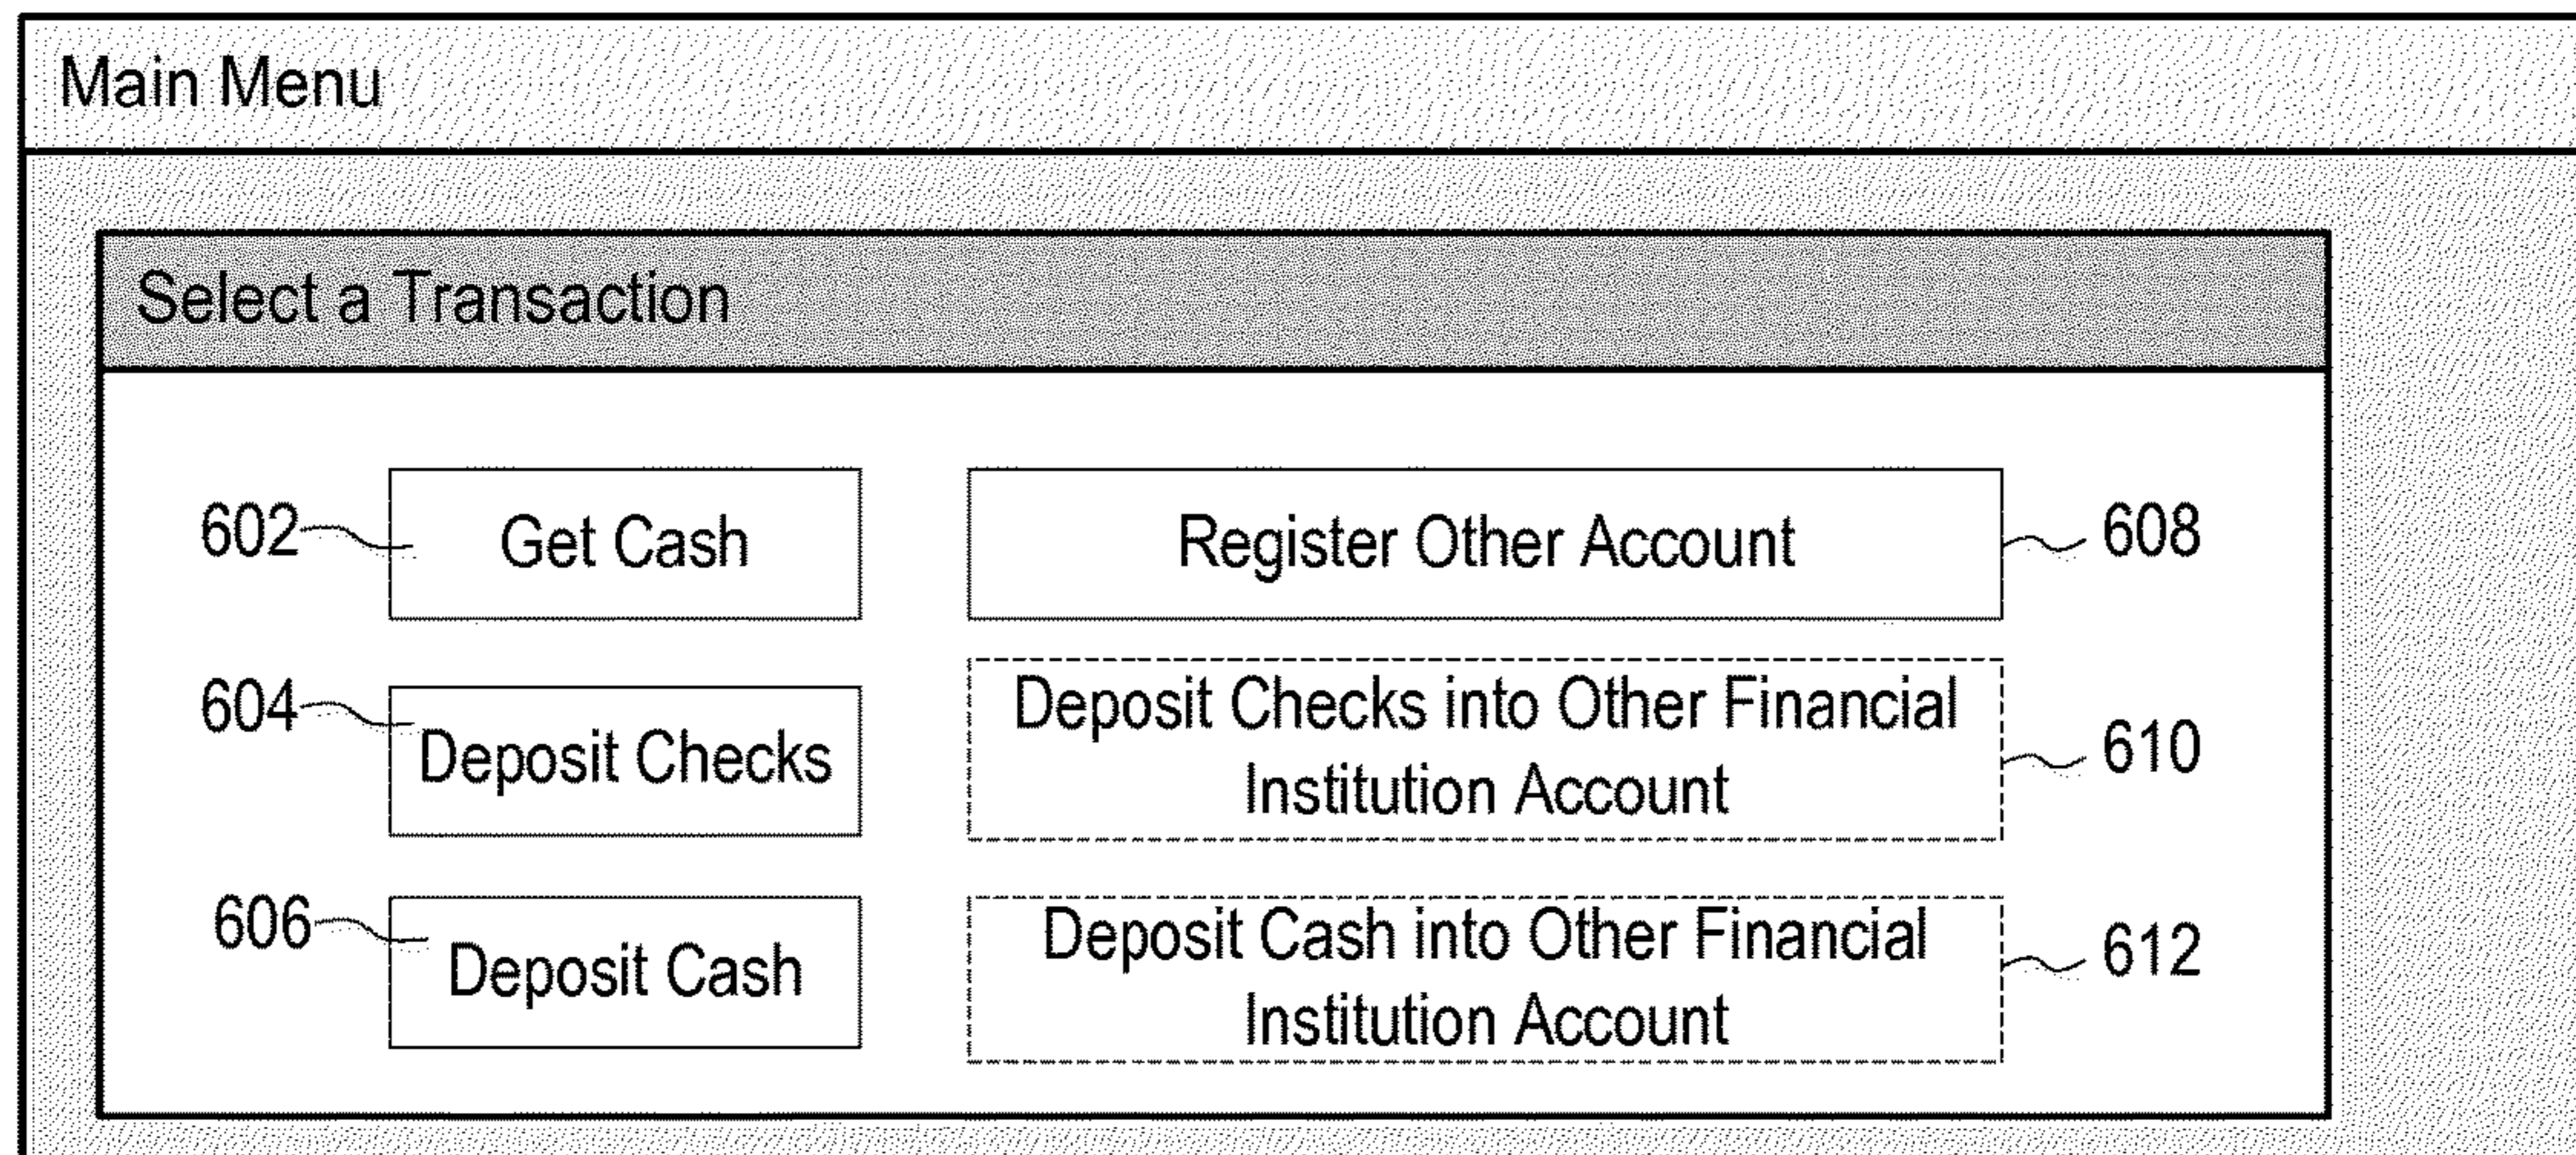 Main Menu
Select a Transaction
602
Get Cash
Register Other Account
608
604
Deposit Checks
Deposit Checks into Other Financial
Institution Account
610
606
Deposit Cash
Deposit Cash into Other Financial
Institution Account
612